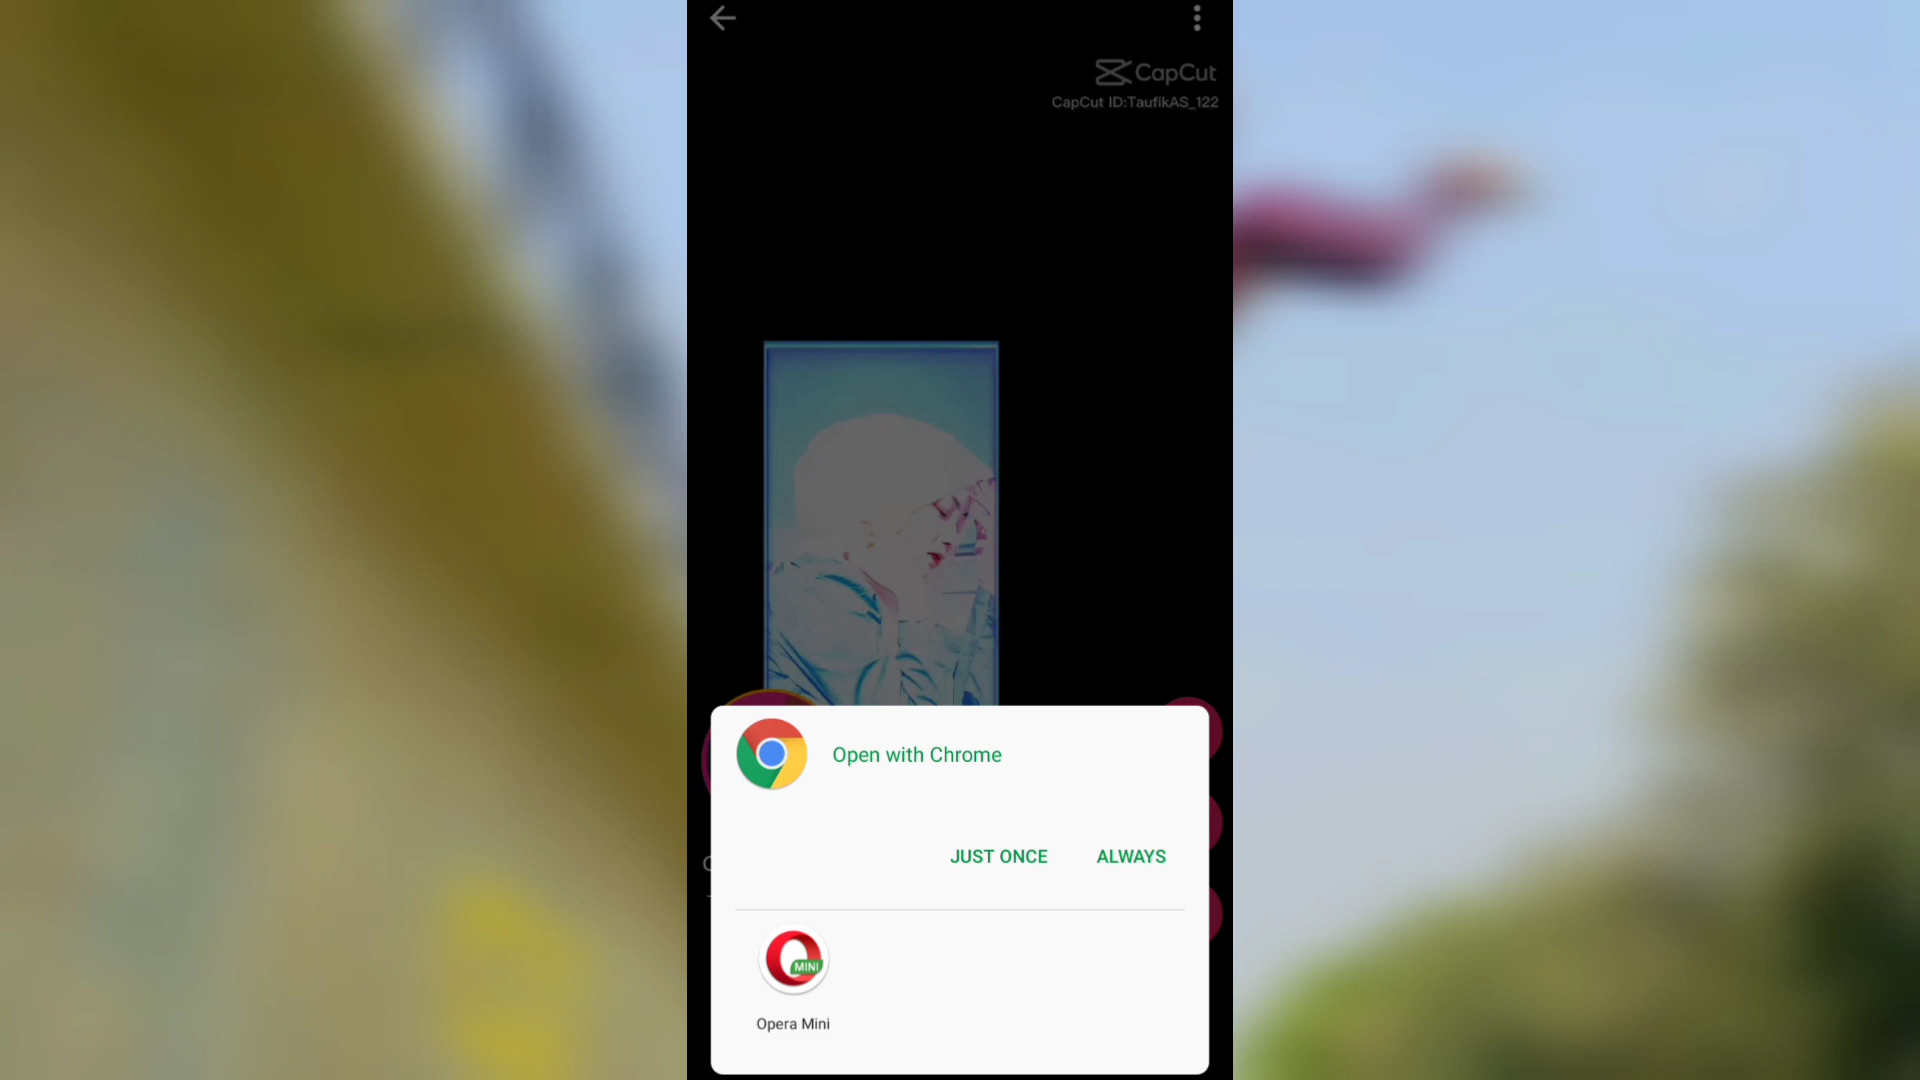 CapCut
CapCut ID:TaufikAS_122
Open with Chrome
JUST ONCE
ALWAYS
MINI
Opera Mini